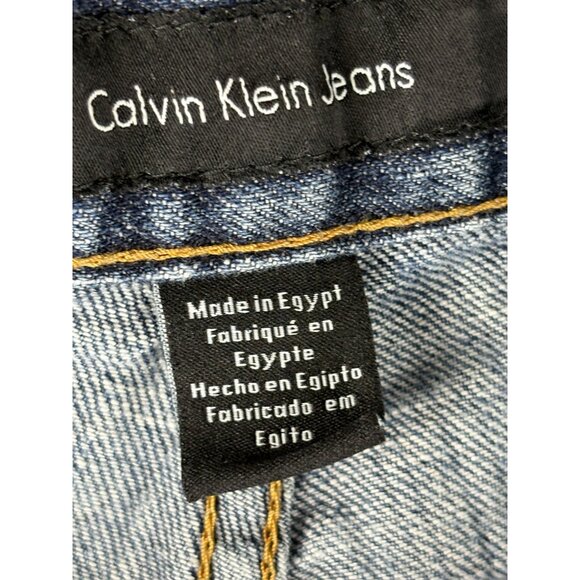 Calvin Klein Jeans
Made in Egypt
Fabriqué en
Egypte
Hecho en Egipto
Fabricado em
Egito